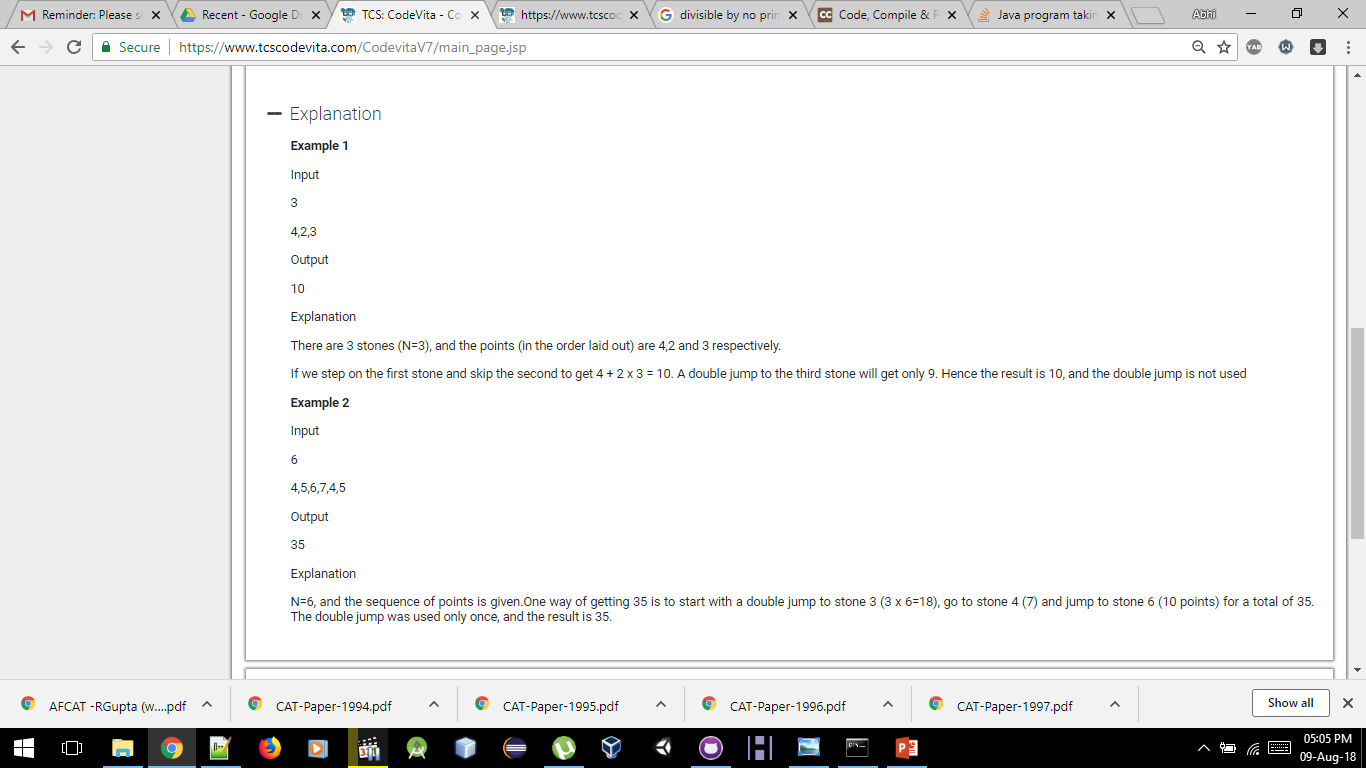 Reminder: Please s
Recent - Google D
TCS: CodeVita - Co
https://www.tcscoc
divisible by no prin
Code, Compile & R
Java program takin
Abhi
Secure | https://www.tcscodevita.com/CodevitaV7/main_page.jsp
YAB
Explanation
Example 1
Input
3
4,2,3
Output
10
Explanation
There are 3 stones (N=3), and the points (in the order laid out) are 4,2 and 3 respectively.
If we step on the first stone and skip the second to get 4 + 2 x 3 = 10. A double jump to the third stone will get only 9. Hence the result is 10, and the double jump is not used
Example 2
Input
6
4,5,6,7,4,5
Output
35
Explanation
N=6, and the sequence of points is given.One way of getting 35 is to start with a double jump to stone 3 (3 x 6=18), go to stone 4 (7) and jump to stone 6 (10 points) for a total of 35.
The double jump was used only once, and the result is 35.
AFCAT -RGupta (w....pdf
CAT-Paper-1994.pdf
CAT-Paper-1995.pdf
CAT-Paper-1996.pdf
CAT-Paper-1997.pdf
Show all
05:05 PM
09-Aug-18